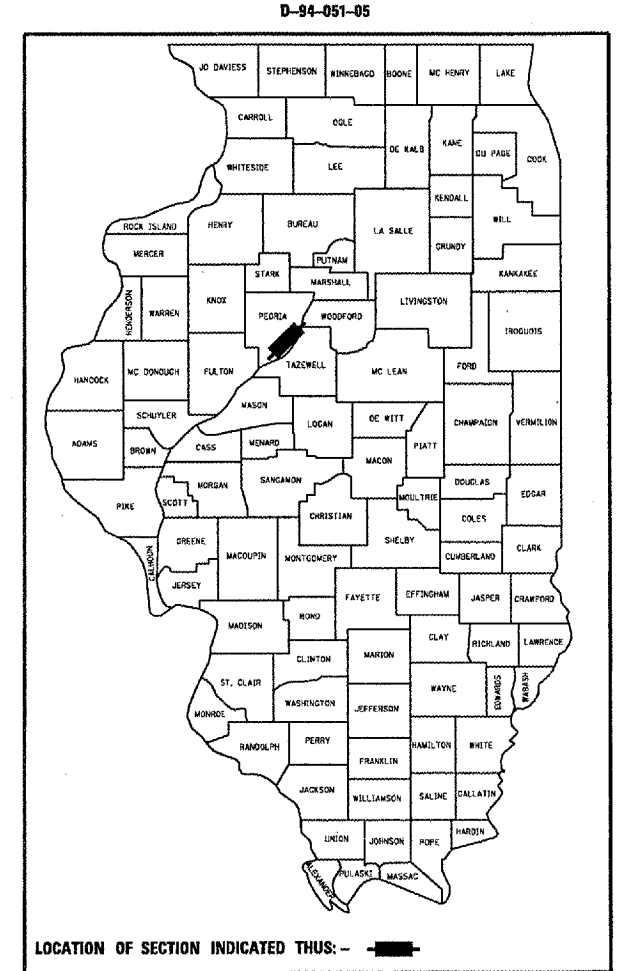 D-94-051-05
JO DAVIESS STEPHENSON WINNEBAGO BOONE MC HENRY LAKE
CARROLL OGLE
DE KALB KANE DU PAGE COOK
WHITESIDE LEE
KENDALL WILL
ROCK ISLAND HENRY BUREAU LA SALLE GRUNDY
MERCER PUTNAM
STARK MARSHALL KANKAKEE
HENDERSON WARREN KNOX PEORIA WOODFORD LIVINGSTON IROQUOIS
HANCOCK MC DONOUGH FULTON TAZEWELL MC LEAN FORD
MASON
SCHUYLER LOGAN DE WITT CHAMPAIGN VERMILION
ADAMS BROWN CASS MENARD MACON PIATT
PIKE SCOTT MORGAN SANGAMON MOULTRIE DOUGLAS EDGAR
CHRISTIAN COLES
CALHOUN GREENE MACOUPIN MONTGOMERY SHELBY CUMBERLAND CLARK
JERSEY
MADISON BOND FAYETTE EFFINGHAM JASPER CRAWFORD
CLAY RICHLAND LAWRENCE
CLINTON MARION
ST. CLAIR WAYNE EDWARDS WABASH
MONROE WASHINGTON JEFFERSON
RANDOLPH PERRY HAMILTON WHITE
FRANKLIN
JACKSON WILLIAMSON SALINE GALLATIN
UNION JOHNSON POPE HARDIN
ALEXANDER PULASKI MASSAC
LOCATION OF SECTION INDICATED THUS: -